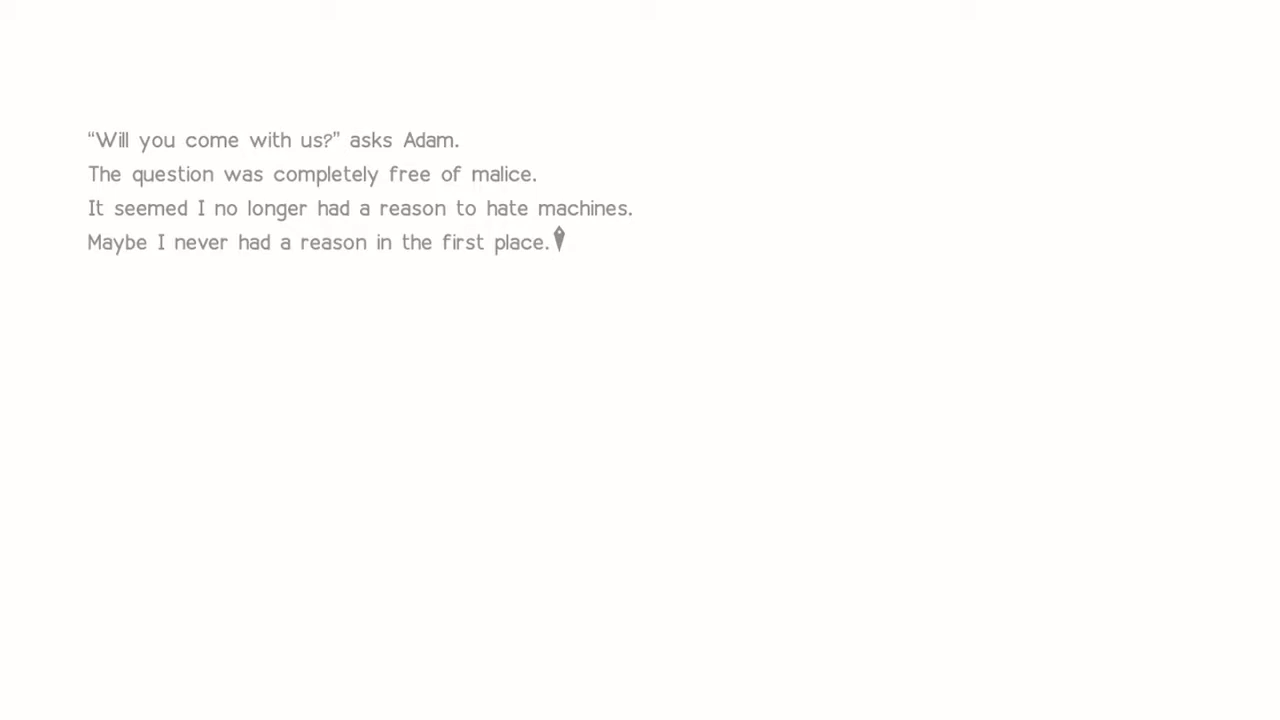 “Will you come with us?” asks Adam.
The question was completely free of malice.
It seemed I no longer had a reason to hate machines.
Maybe I never had a reason in the first place.